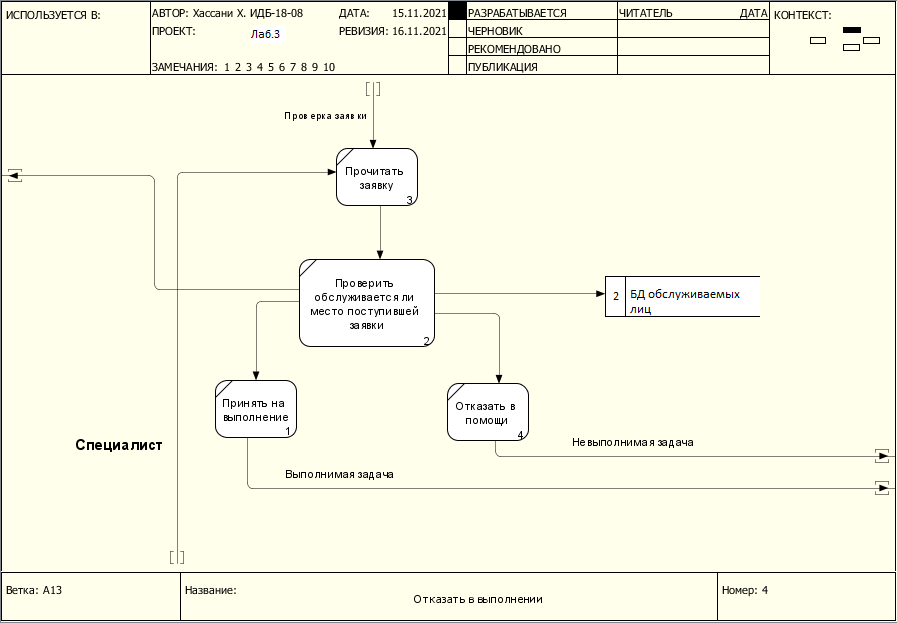 ИСПОЛЬЗУЕТСЯ В:
АВТОР: Хассани Х. ИДБ-18-08
ДАТА: 15.11.2021
ПРОЕКТ: Лаб.3
РЕВИЗИЯ: 16.11.2021
ЗАМЕЧАНИЯ: 1 2 3 4 5 6 7 8 9 10
РАЗРАБАТЫВАЕТСЯ
ЧЕРНОВИК
РЕКОМЕНДОВАНО
ПУБЛИКАЦИЯ
ЧИТАТЕЛЬ
ДАТА
КОНТЕКСТ:
Проверка заявки
Прочитать
заявку
3
Проверить
обслуживается ли
место поступившей
заявки
2
2
БД обслуживаемых
лиц
Принять на
выполнение
1
Отказать в
помощи
4
Специалист
Невыполнимая задача
Выполнимая задача
Ветка: A13
Название:
Отказать в выполнении
Номер: 4